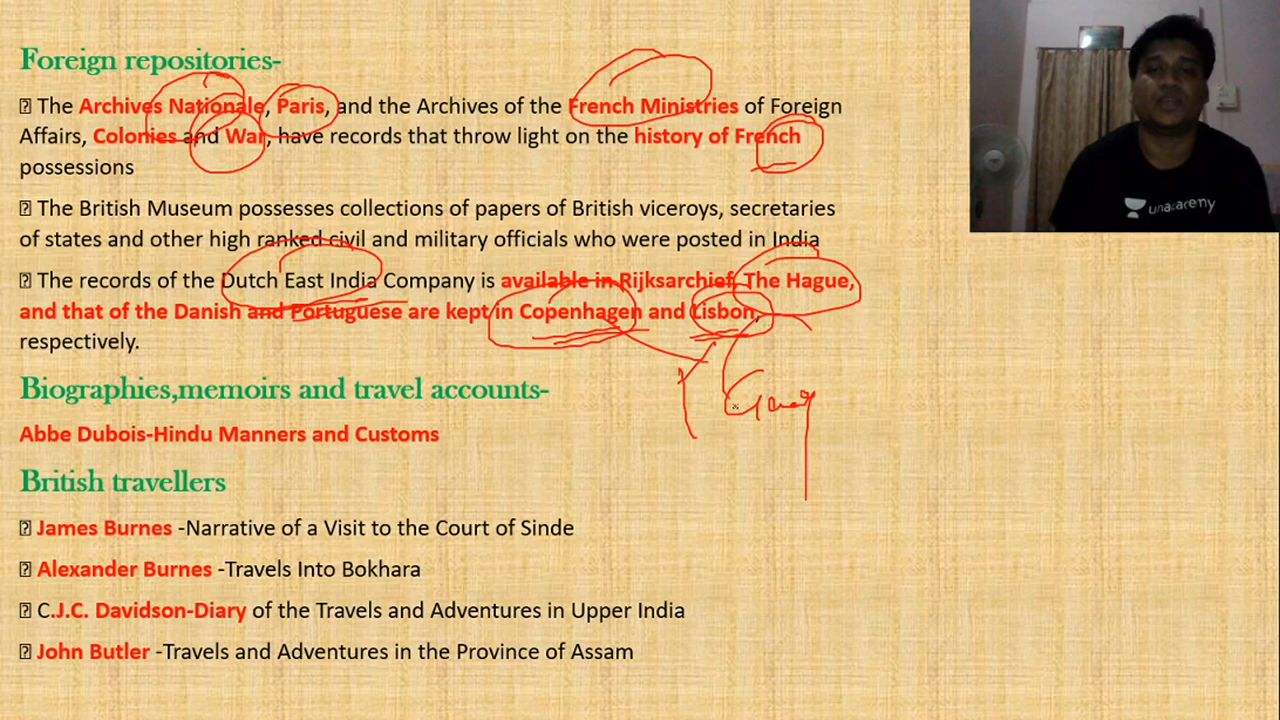 Foreign repositories-
The Archives Nationale, Paris, and the Archives of the French Ministries of Foreign
Affairs, Colonies and War, have records that throw light on the history of French
possessions
The British Museum possesses collections of papers of British viceroys, secretaries
of states and other high ranked civil and military officials who were posted in India
The records of the Dutch East India Company is available in Rijksarchief, The Hague,
and that of the Danish and Portuguese are kept in Copenhagen and Lisbon,
respectively.
Biographies,memoirs and travel accounts-
Abbe Dubois-Hindu Manners and Customs
British travellers
James Burnes -Narrative of a Visit to the Court of Sinde
Alexander Burnes -Travels Into Bokhara
C.J.C. Davidson-Diary of the Travels and Adventures in Upper India
John Butler -Travels and Adventures in the Province of Assam
unacademy